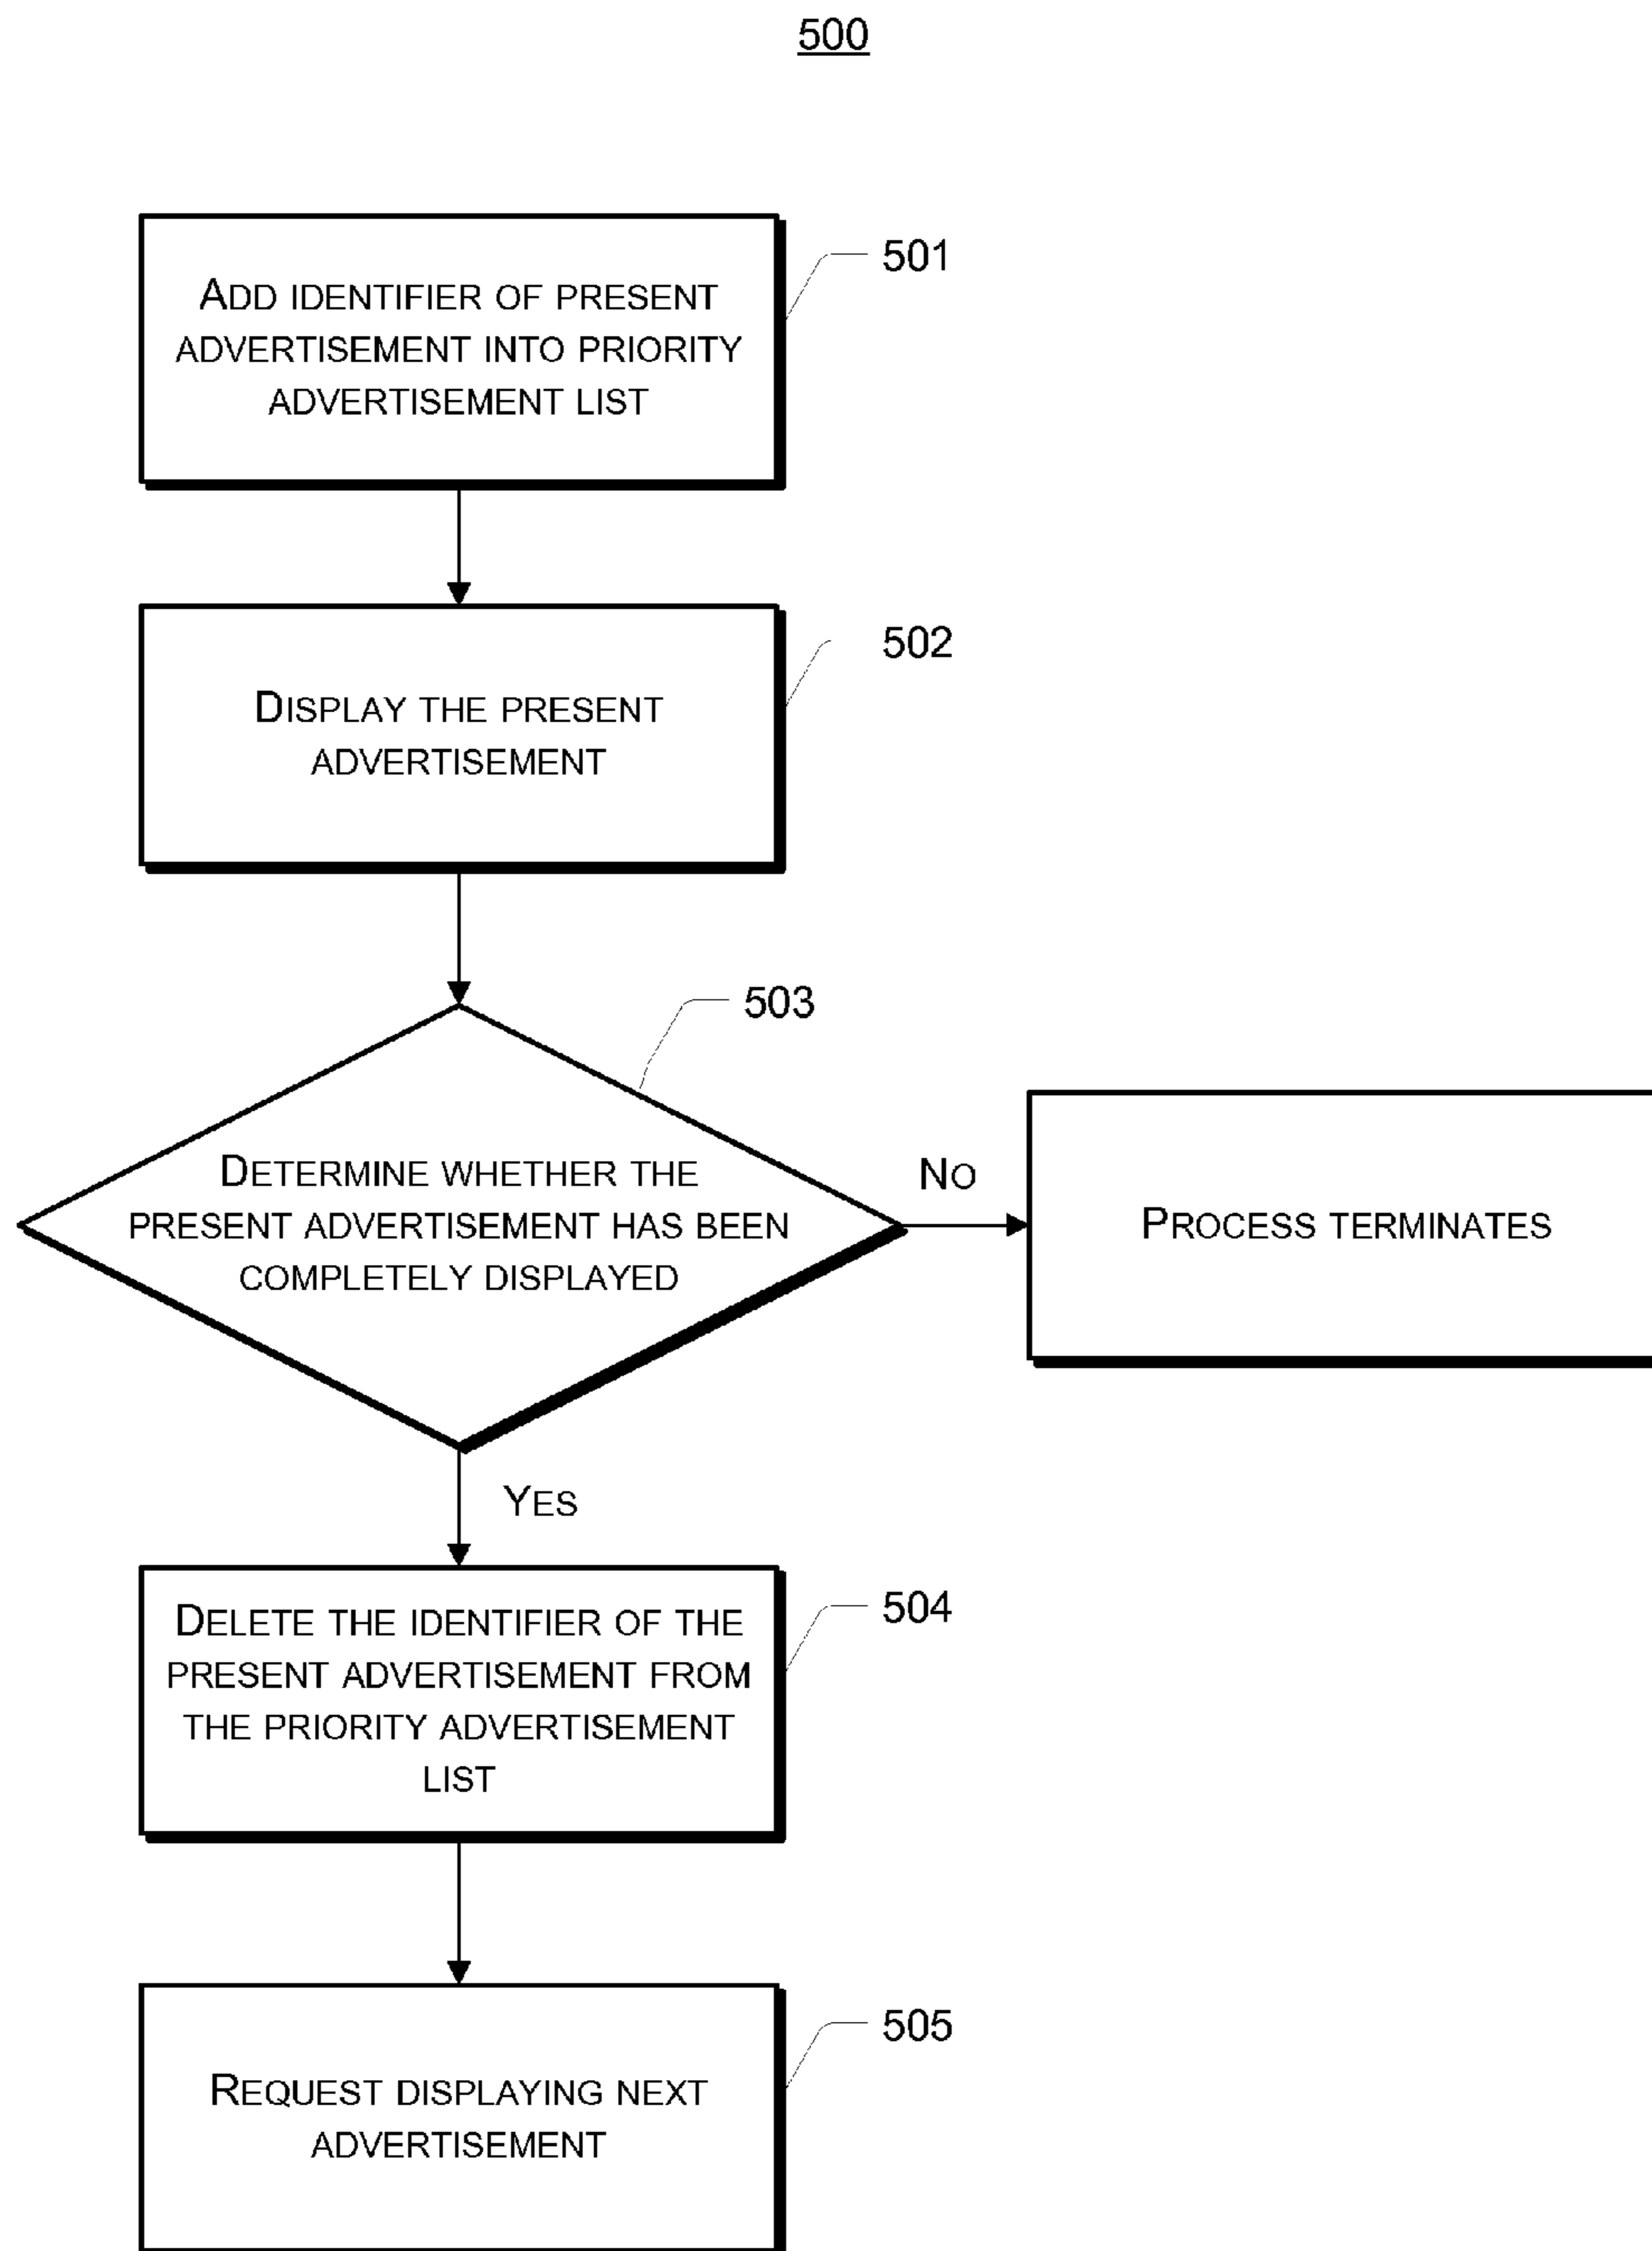 500
ADD IDENTIFIER OF PRESENT
ADVERTISEMENT INTO PRIORITY
ADVERTISEMENT LIST
501
DISPLAY THE PRESENT
ADVERTISEMENT
502
503
DETERMINE WHETHER THE
PRESENT ADVERTISEMENT HAS BEEN
COMPLETELY DISPLAYED
NO
PROCESS TERMINATES
YES
DELETE THE IDENTIFIER OF THE
PRESENT ADVERTISEMENT FROM
THE PRIORITY ADVERTISEMENT
LIST
504
REQUEST DISPLAYING NEXT
ADVERTISEMENT
505